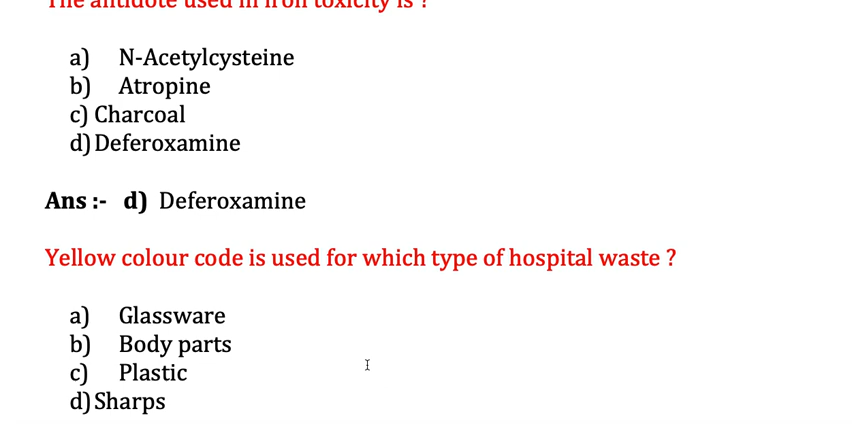 The antidote used in iron toxicity is ?
a) N-Acetylcysteine
b) Atropine
c) Charcoal
d) Deferoxamine
Ans :- d) Deferoxamine
Yellow colour code is used for which type of hospital waste ?
a) Glassware
b) Body parts
c) Plastic
d) Sharps